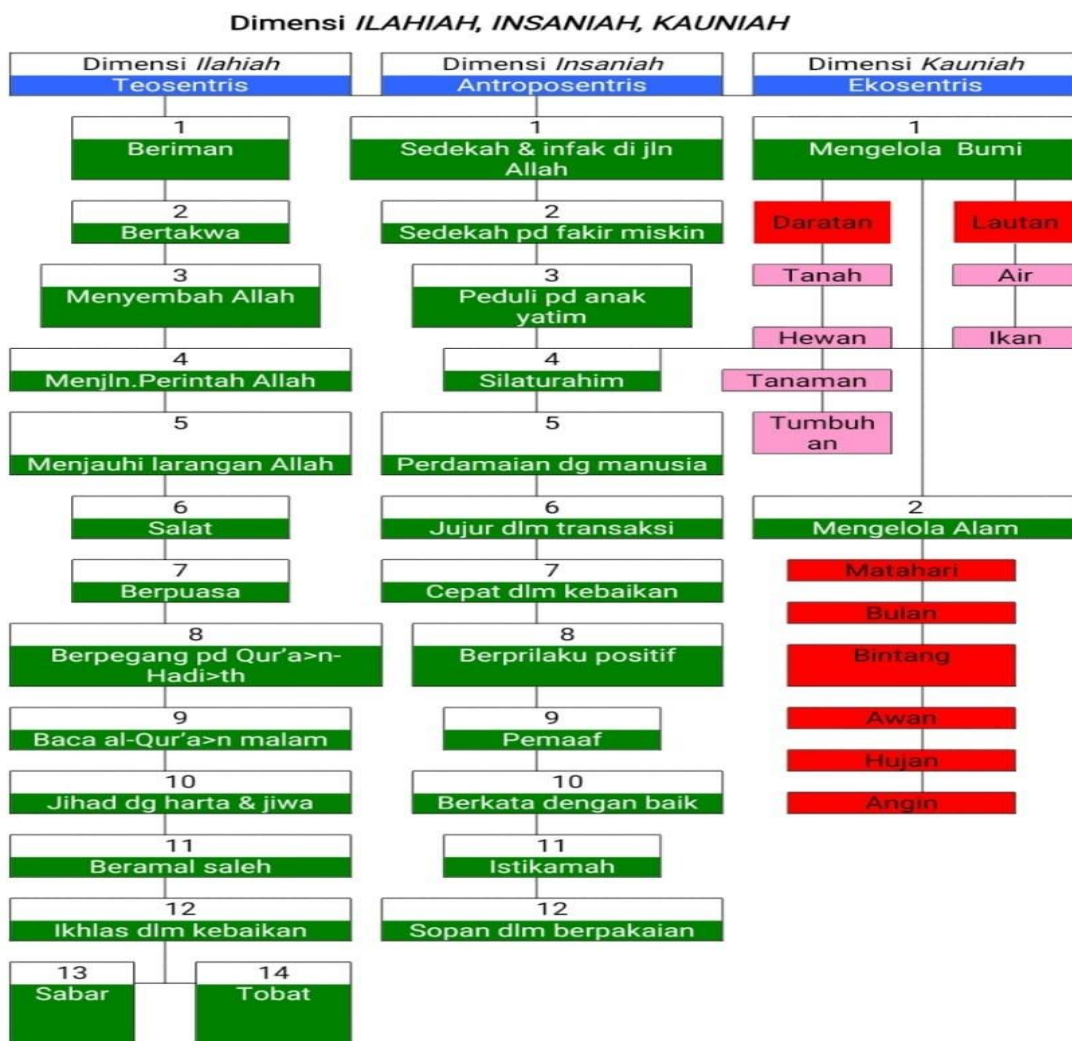 Dimensi ILAHIAH, INSANIAH, KAUNIAH
Dimensi Ilahiah
Teosentris
1
Beriman
2
Bertakwa
3
Menyembah Allah
4
Menjln.Perintah Allah
5
Menjauhi larangan Allah
6
Salat
7
Berpuasa
8
Berpegang pd Qur'a>n-
Hadi>th
9
Baca al-Qur'a>n malam
10
Jihad dg harta & jiwa
11
Beramal saleh
12
Ikhlas dlm kebaikan
13
Sabar
14
Tobat
Dimensi Insaniah
Antroposentris
1
Sedekah & infak di jln
Allah
2
Sedekah pd fakir miskin
3
Peduli pd anak
yatim
4
Silaturahim
5
Perdamaian dg manusia
6
Jujur dlm transaksi
7
Cepat dlm kebaikan
8
Berprilaku positif
9
Pemaaf
10
Berkata dengan baik
11
Istikamah
12
Sopan dlm berpakaian
Dimensi Kauniah
Ekosentris
1
Mengelola Bumi
Daratan
Tanah
Hewan
Tanaman
Tumbuh
an
Lautan
Air
Ikan
2
Mengelola Alam
Matahari
Bulan
Bintang
Awan
Hujan
Angin